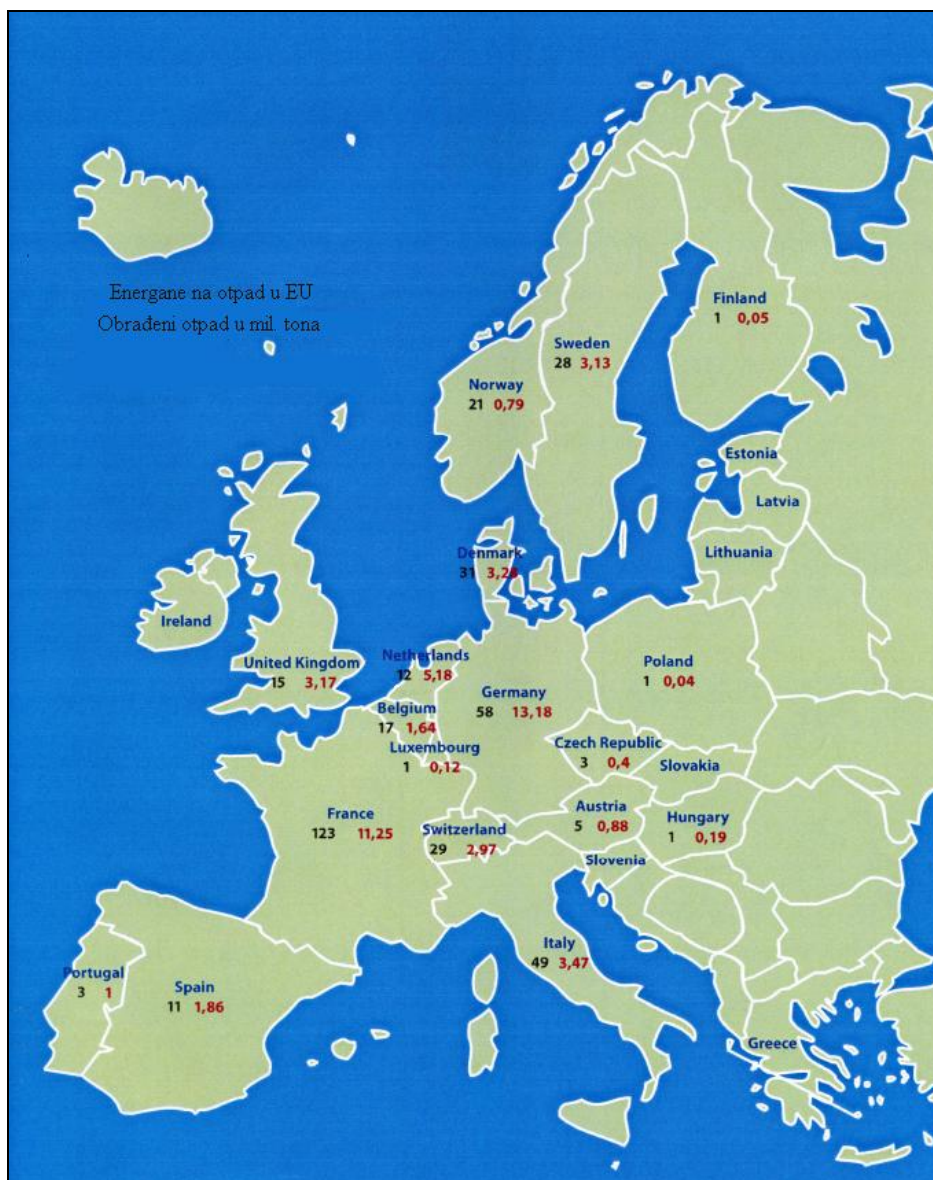 Energane na otpad u EU
Obrađeni otpad u mil. tona
Finland
1 0,05
Sweden
28 3,13
Norway
21 0,79
Estonia
Latvia
Lithuania
Denmark
31 3,28
Ireland
United Kingdom
15 3,17
Netherlands
12 5,18
Belgium
17 1,64
Luxembourg
1 0,12
Germany
58 13,18
Poland
1 0,04
Czech Republic
3 0,4
Slovakia
France
123 11,25
Switzerland
29 2,97
Austria
5 0,88
Hungary
1 0,19
Slovenia
Italy
49 3,47
Portugal
3 1
Spain
11 1,86
Greece